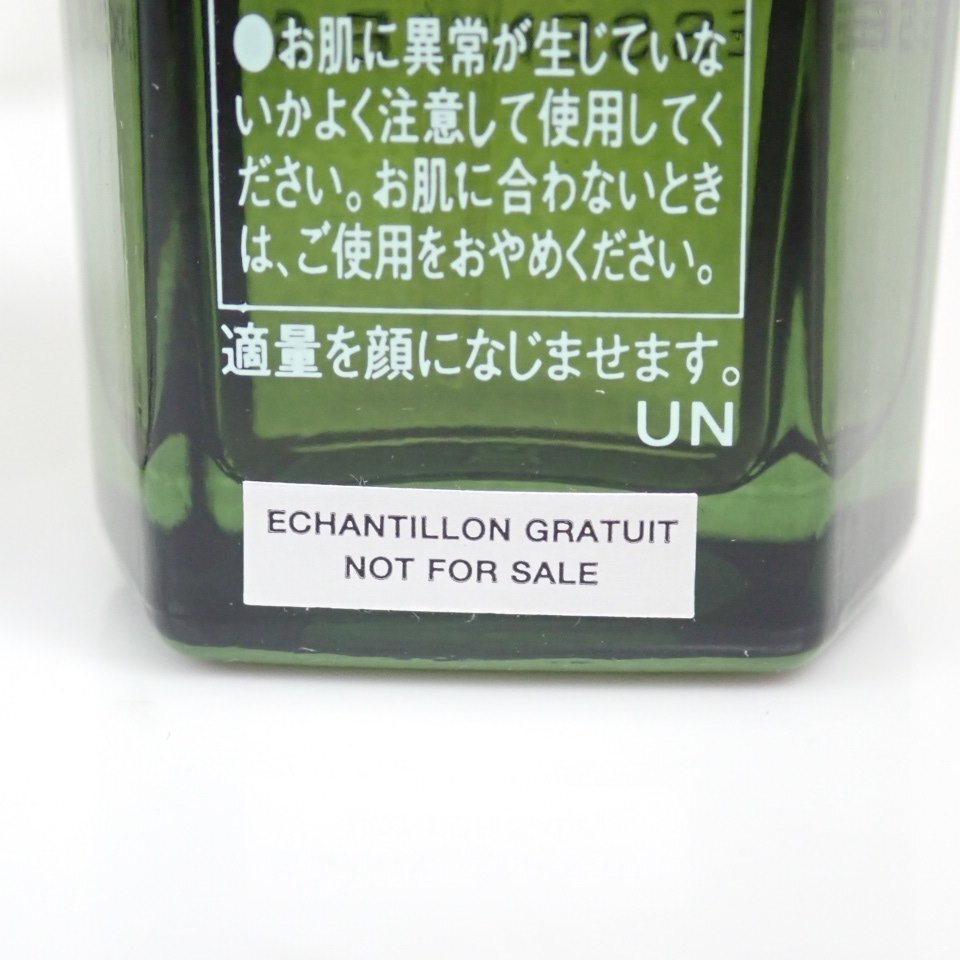 ●お肌に異常が生じていな
いかよく注意して使用してく
ださい。お肌に合わないとき
は、ご使用をおやめください。
適量を顔になじませます。
UN
ECHANTILLON GRATUIT
NOT FOR SALE